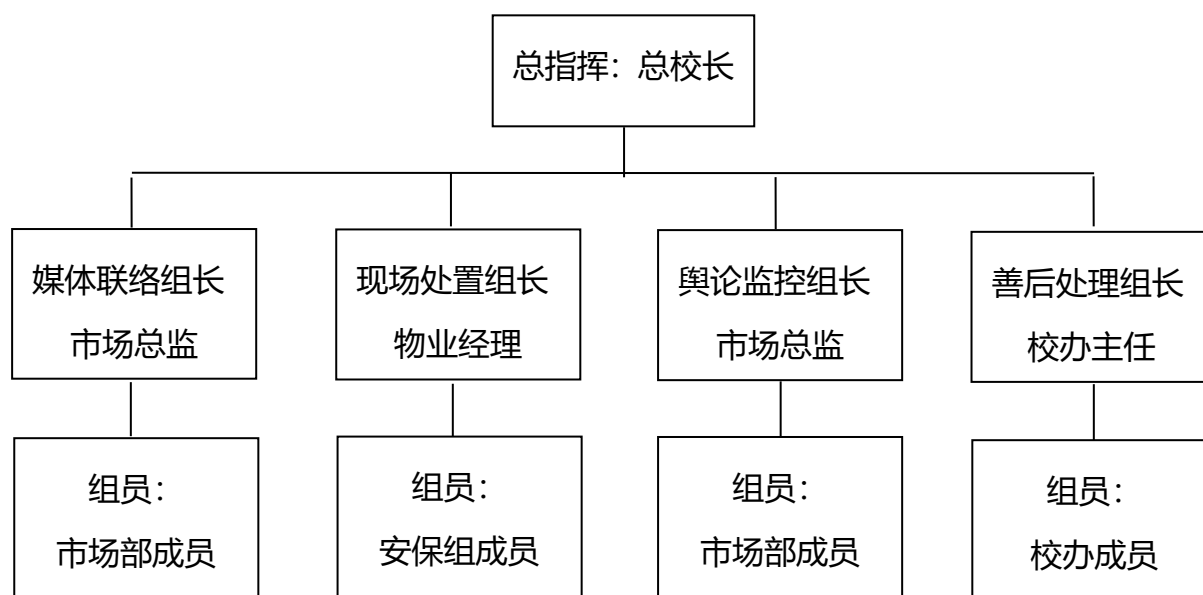 总指挥：总校长
媒体联络组长
市场总监
现场处置组长
物业经理
舆论监控组长
市场总监
善后处理组长
校办主任
组员：
市场部成员
组员：
安保组成员
组员：
市场部成员
组员：
校办成员